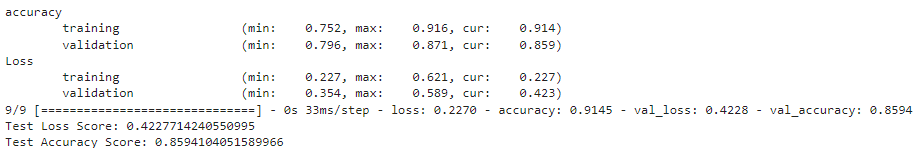 accuracy
training (min: 0.752, max: 0.916, cur: 0.914)
validation (min: 0.796, max: 0.871, cur: 0.859)
Loss
training (min: 0.227, max: 0.621, cur: 0.227)
validation (min: 0.354, max: 0.589, cur: 0.423)
9/9 [==============================] - 0s 33ms/step - loss: 0.2270 - accuracy: 0.9145 - val_loss: 0.4228 - val_accuracy: 0.8594
Test Loss Score: 0.4227714240550995
Test Accuracy Score: 0.8594104051589966